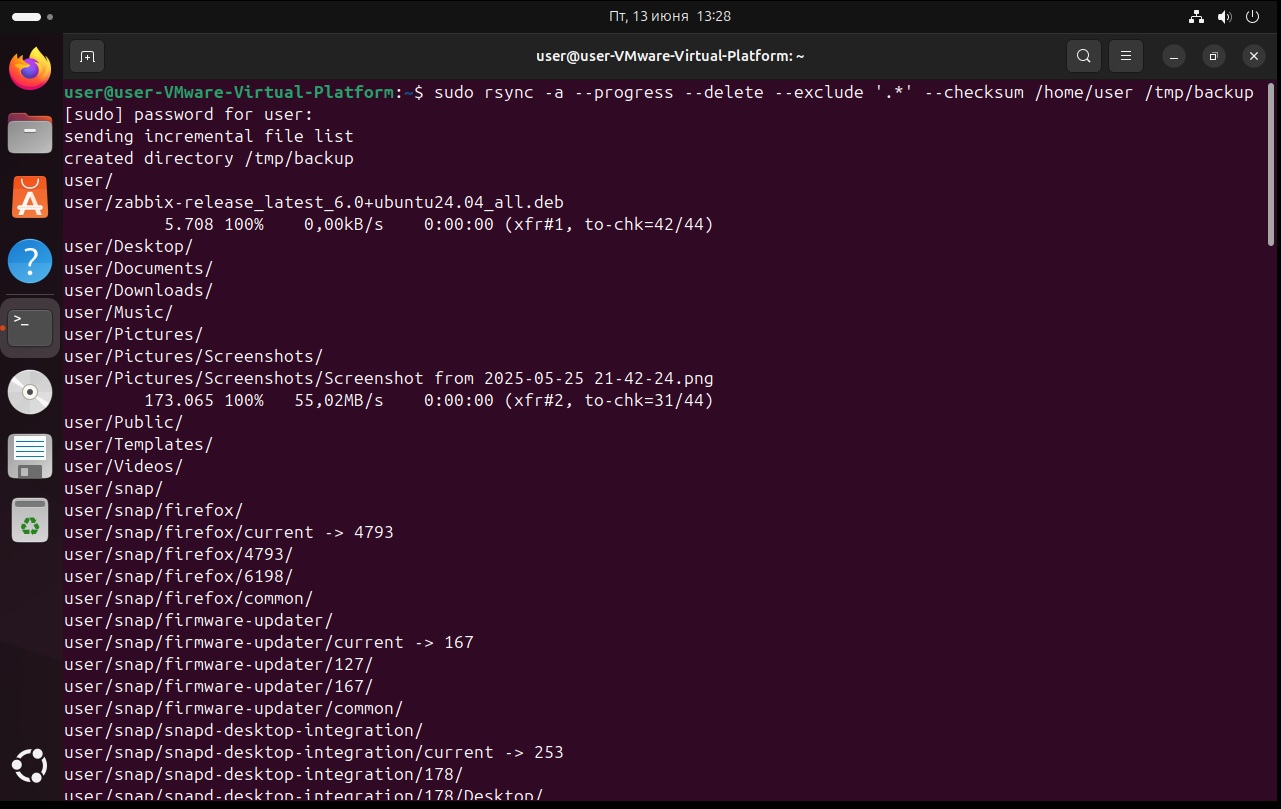 Пт, 13 июня 13:28
user@user-VMware-Virtual-Platform: ~
user@user-VMware-Virtual-Platform:~$ sudo rsync -a --progress --delete --exclude '.*' --checksum /home/user /tmp/backup
[sudo] password for user:
sending incremental file list
created directory /tmp/backup
user/
user/zabbix-release_latest_6.0+ubuntu24.04_all.deb
5.708 100% 0,00kB/s 0:00:00 (xfr#1, to-chk=42/44)
user/Desktop/
user/Documents/
user/Downloads/
user/Music/
user/Pictures/
user/Pictures/Screenshots/
user/Pictures/Screenshots/Screenshot from 2025-05-25 21-42-24.png
173.065 100% 55,02MB/s 0:00:00 (xfr#2, to-chk=31/44)
user/Public/
user/Templates/
user/Videos/
user/snap/
user/snap/firefox/
user/snap/firefox/current -> 4793
user/snap/firefox/4793/
user/snap/firefox/6198/
user/snap/firefox/common/
user/snap/firmware-updater/
user/snap/firmware-updater/current -> 167
user/snap/firmware-updater/127/
user/snap/firmware-updater/167/
user/snap/firmware-updater/common/
user/snap/snapd-desktop-integration/
user/snap/snapd-desktop-integration/current -> 253
user/snap/snapd-desktop-integration/178/
user/snap/snapd-desktop-integration/178/Desktop/